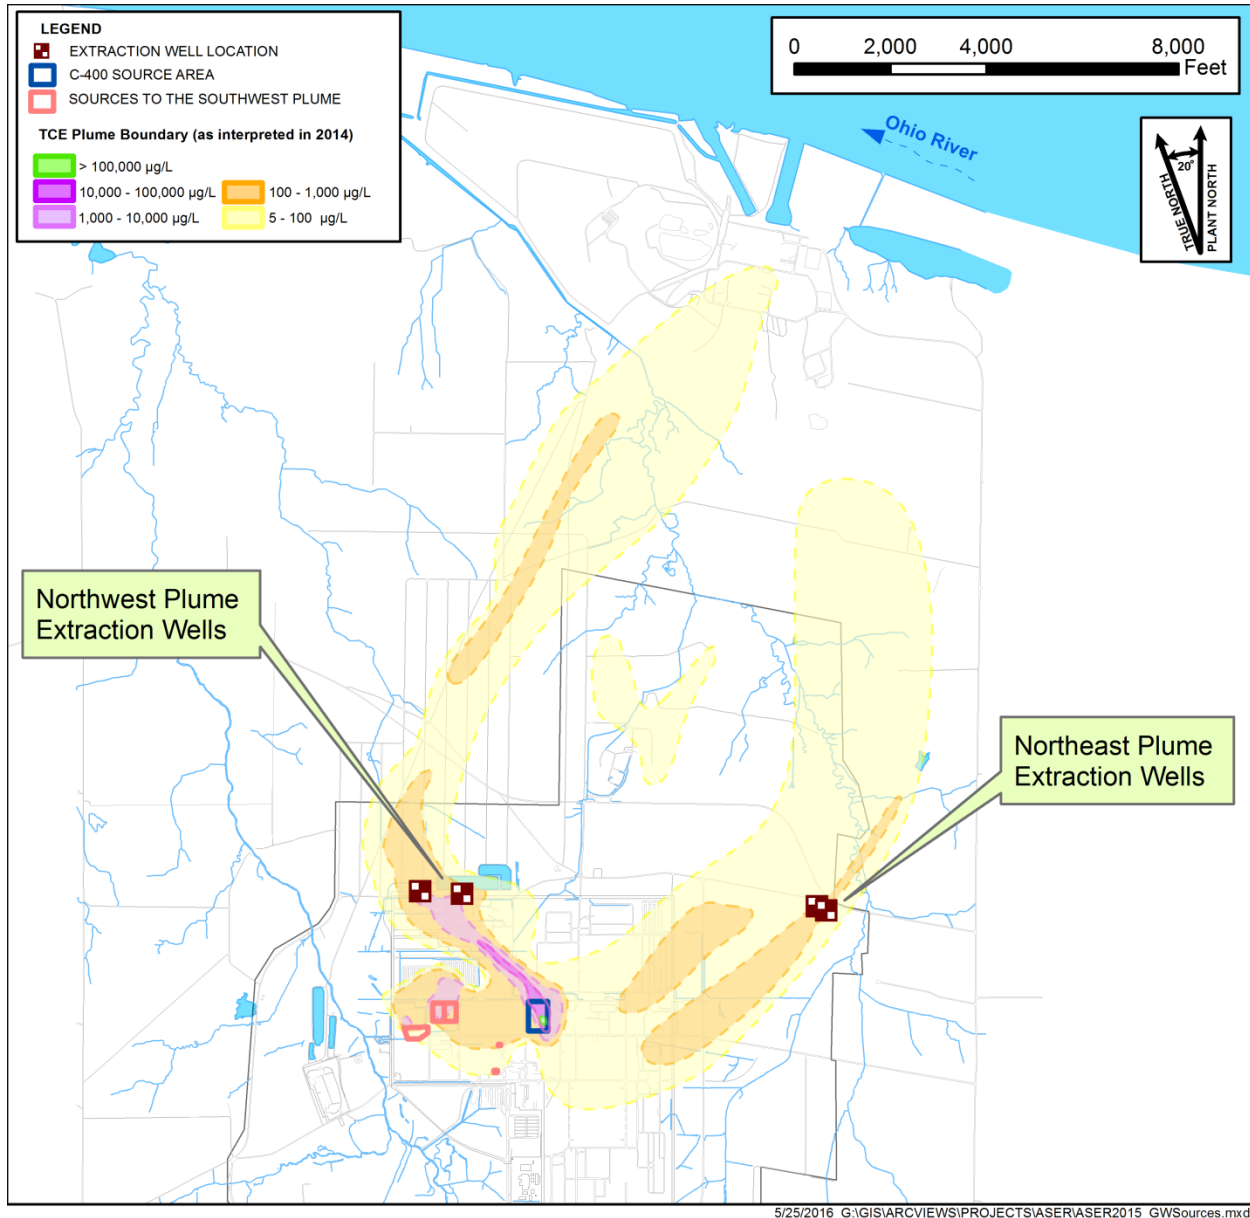 LEGEND
EXTRACTION WELL LOCATION
C-400 SOURCE AREA
SOURCES TO THE SOUTHWEST PLUME
TCE Plume Boundary (as interpreted in 2014)
> 100,000 µg/L
10,000 - 100,000 µg/L 100 - 1,000 µg/L
1,000 - 10,000 µg/L 5 - 100 µg/L
0 2,000 4,000 8,000
Feet
Ohio River
20°
TRUE NORTH
PLANT NORTH
Northwest Plume
Extraction Wells
Northeast Plume
Extraction Wells
5/25/2016 G:\GIS\ARCVIEWS\PROJECTS\ASER\ASER2015 GWSources.mxd